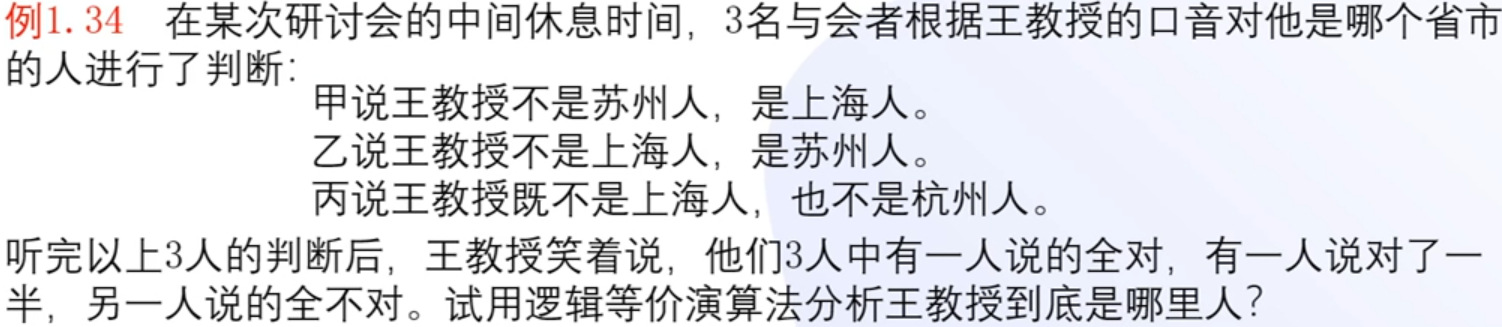 例1.34 在某次研讨会的中间休息时间，3名与会者根据王教授的口音对他是哪个省市
的人进行了判断：
甲说王教授不是苏州人，是上海人。
乙说王教授不是上海人，是苏州人。
丙说王教授既不是上海人，也不是杭州人。
听完以上3人的判断后，王教授笑着说，他们3人中有一人说的全对，有一人说对了一
半，另一人说的全不对。试用逻辑等价演算法分析王教授到底是哪里人？